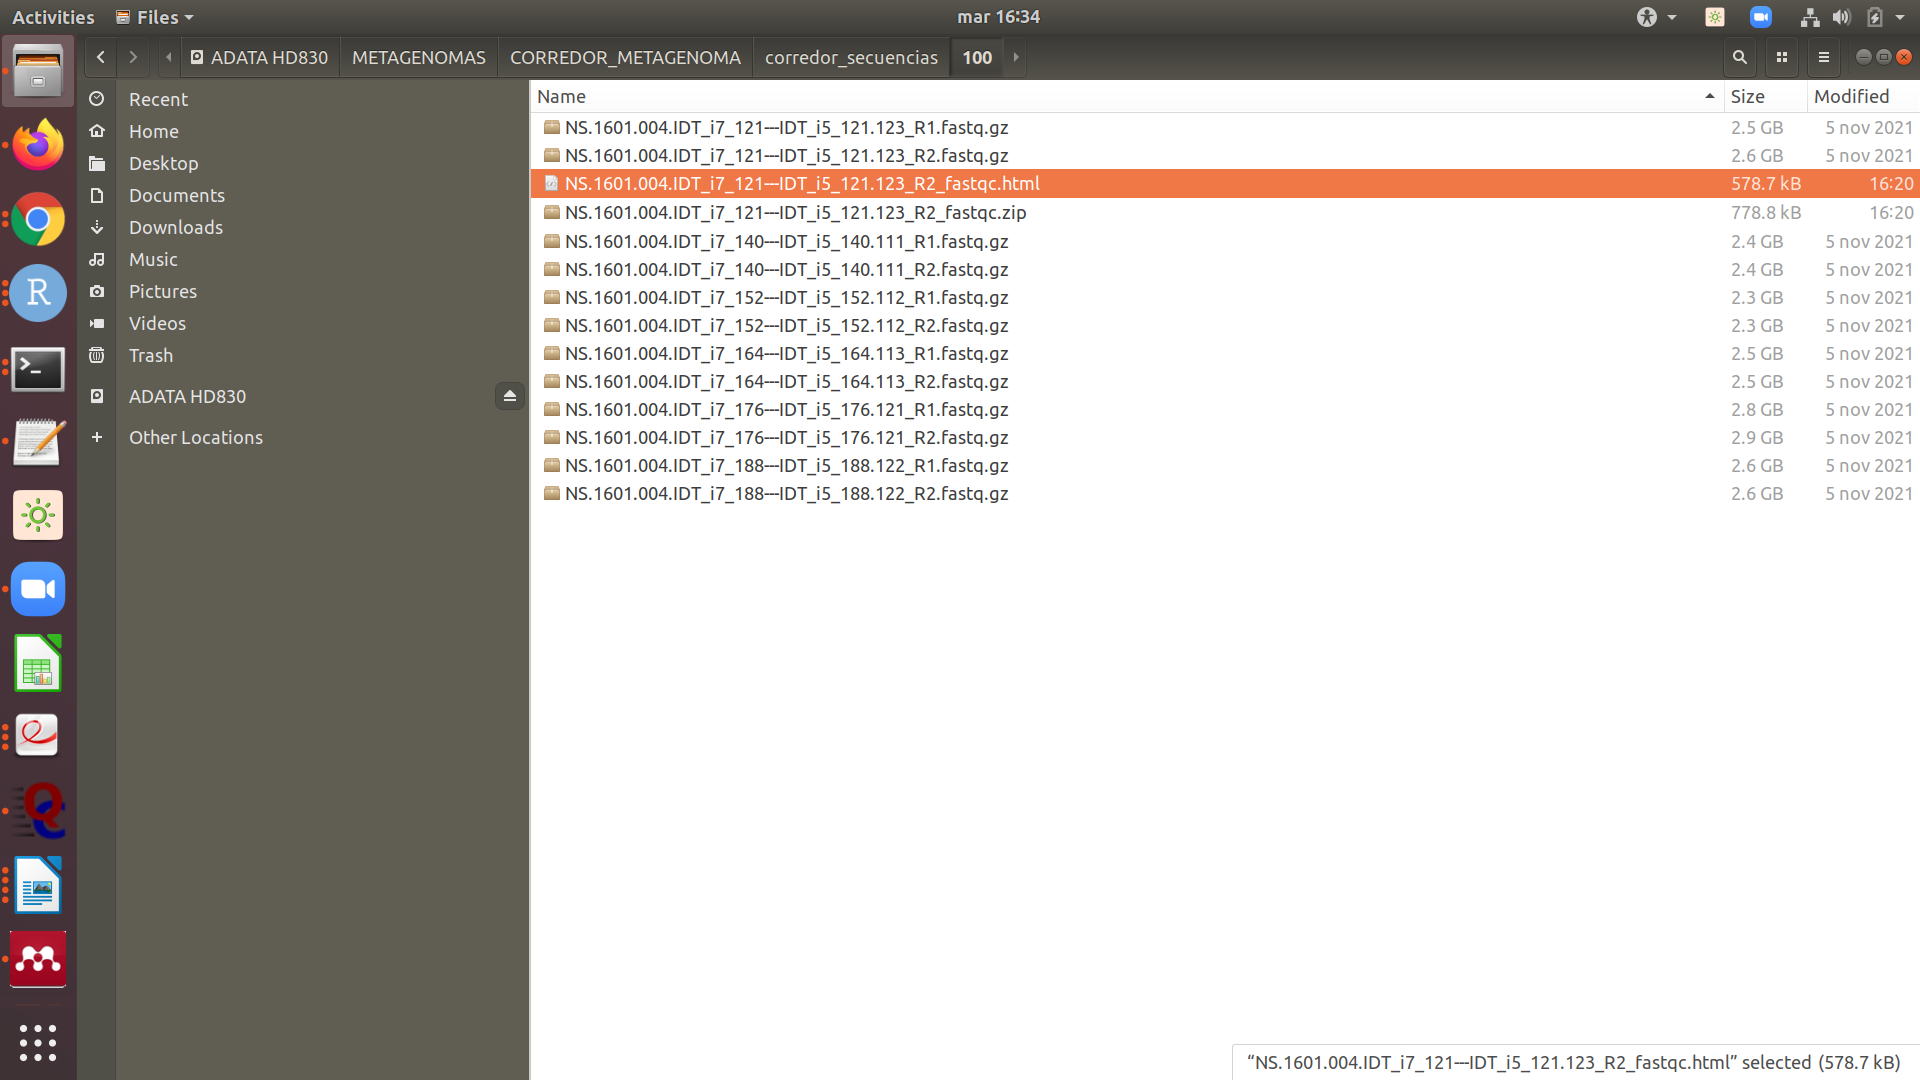 Activities Files mar 16:34
ADATA HD830 METAGENOMAS CORREDOR_METAGENOMA corredor_secuencias 100
Recent
Home
Desktop
Documents
Downloads
Music
Pictures
Videos
Trash
ADATA HD830
Other Locations
Name Size Modified
NS.1601.004.IDT_i7_121---IDT_i5_121.123_R1.fastq.gz 2.5 GB 5 nov 2021
NS.1601.004.IDT_i7_121---IDT_i5_121.123_R2.fastq.gz 2.6 GB 5 nov 2021
NS.1601.004.IDT_i7_121---IDT_i5_121.123_R2_fastqc.html 578.7 kB 16:20
NS.1601.004.IDT_i7_121---IDT_i5_121.123_R2_fastqc.zip 778.8 kB 16:20
NS.1601.004.IDT_i7_140---IDT_i5_140.111_R1.fastq.gz 2.4 GB 5 nov 2021
NS.1601.004.IDT_i7_140---IDT_i5_140.111_R2.fastq.gz 2.4 GB 5 nov 2021
NS.1601.004.IDT_i7_152---IDT_i5_152.112_R1.fastq.gz 2.3 GB 5 nov 2021
NS.1601.004.IDT_i7_152---IDT_i5_152.112_R2.fastq.gz 2.3 GB 5 nov 2021
NS.1601.004.IDT_i7_164---IDT_i5_164.113_R1.fastq.gz 2.5 GB 5 nov 2021
NS.1601.004.IDT_i7_164---IDT_i5_164.113_R2.fastq.gz 2.5 GB 5 nov 2021
NS.1601.004.IDT_i7_176---IDT_i5_176.121_R1.fastq.gz 2.8 GB 5 nov 2021
NS.1601.004.IDT_i7_176---IDT_i5_176.121_R2.fastq.gz 2.9 GB 5 nov 2021
NS.1601.004.IDT_i7_188---IDT_i5_188.122_R1.fastq.gz 2.6 GB 5 nov 2021
NS.1601.004.IDT_i7_188---IDT_i5_188.122_R2.fastq.gz 2.6 GB 5 nov 2021
“NS.1601.004.IDT_i7_121---IDT_i5_121.123_R2_fastqc.html” selected (578.7 kB)